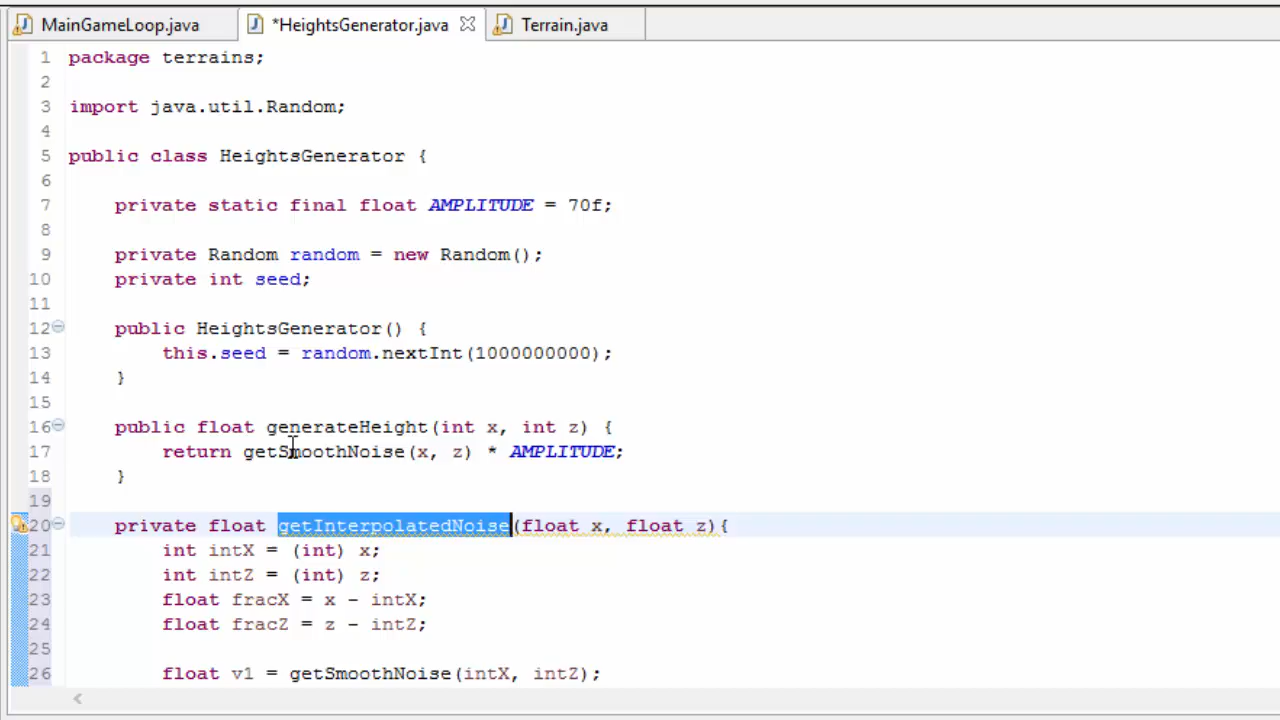 MainGameLoop.java *HeightsGenerator.java Terrain.java
1 package terrains;
2
3 import java.util.Random;
4
5 public class HeightsGenerator {
6
7 private static final float AMPLITUDE = 70f;
8
9 private Random random = new Random();
10 private int seed;
11
12 public HeightsGenerator() {
13 this.seed = random.nextInt(1000000000);
14 }
15
16 public float generateHeight(int x, int z) {
17 return getSmoothNoise(x, z) * AMPLITUDE;
18 }
19
20 private float getInterpolatedNoise(float x, float z){
21 int intX = (int) x;
22 int intZ = (int) z;
23 float fracX = x - intX;
24 float fracZ = z - intZ;
25
26 float v1 = getSmoothNoise(intX, intZ);